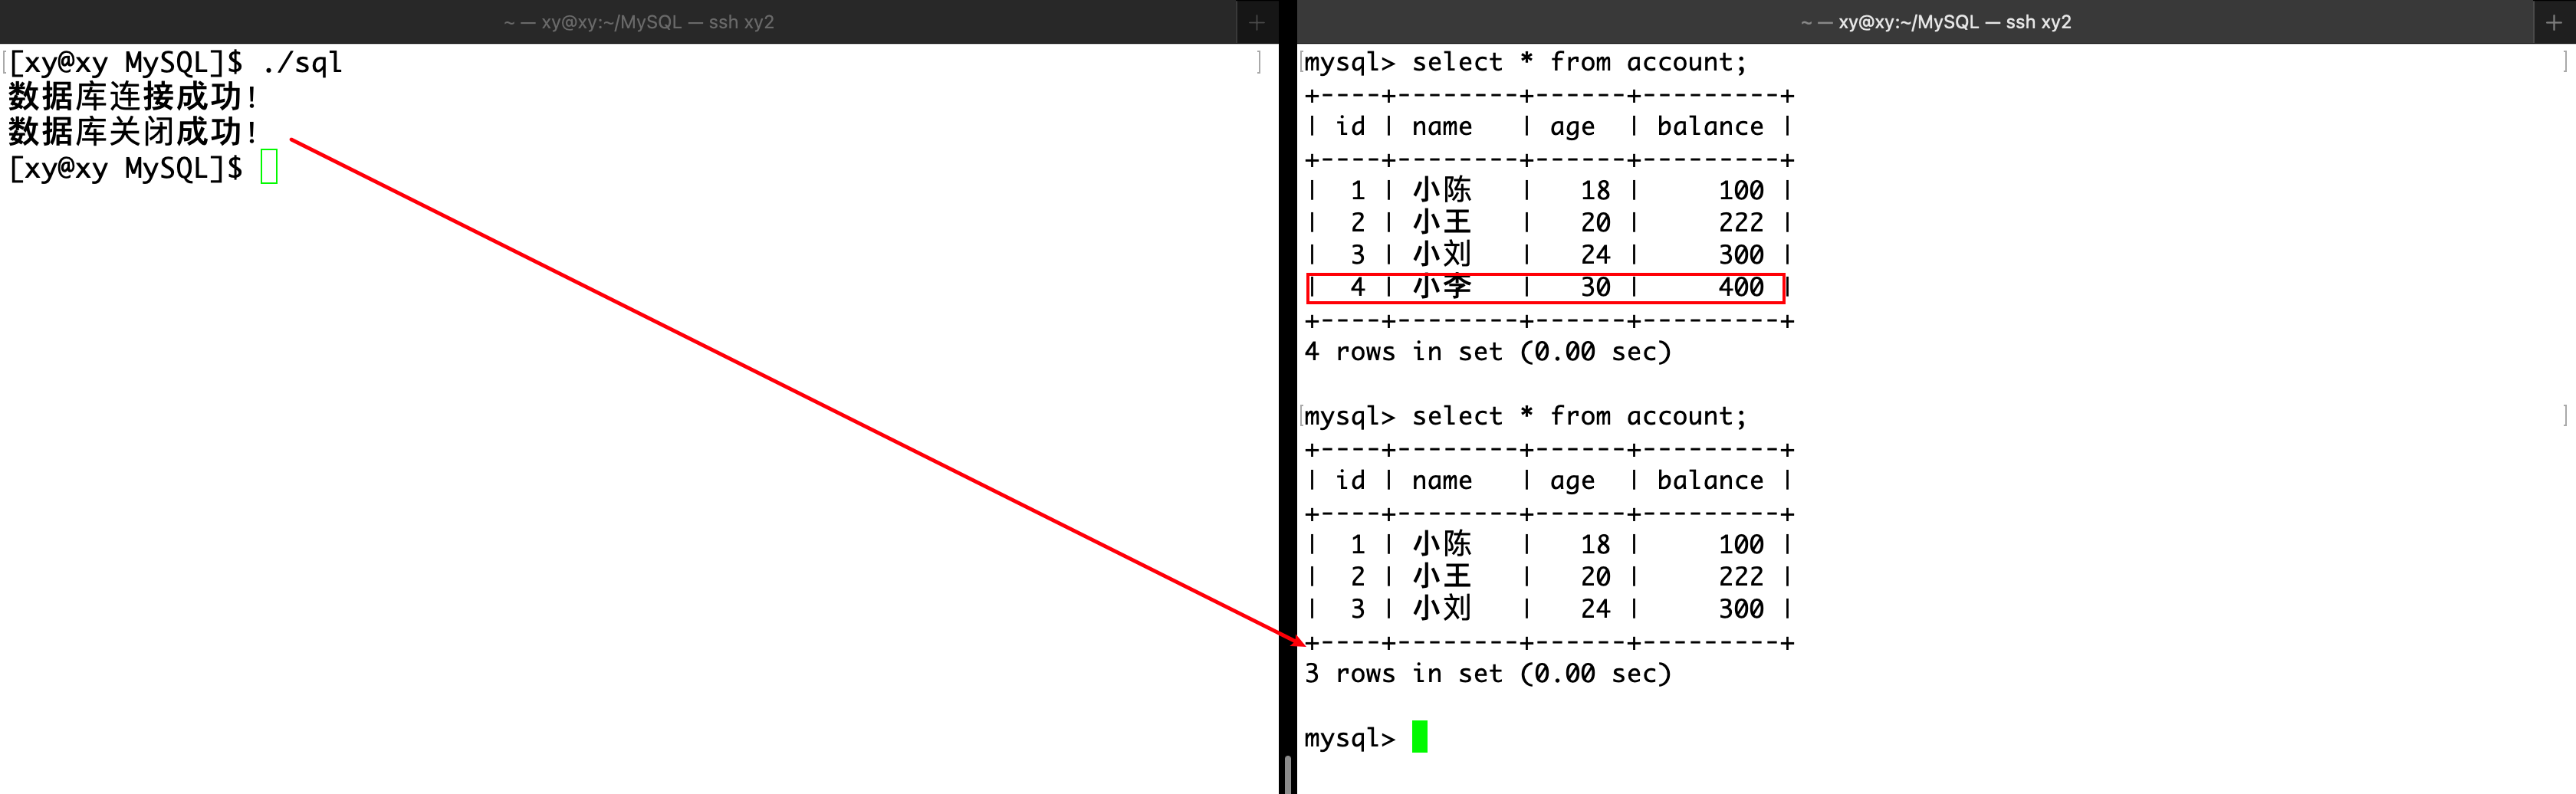 ~ — xy@xy:~/MySQL — ssh xy2
[xy@xy MySQL]$ ./sql
数据库连接成功!
数据库关闭成功!
[xy@xy MySQL]$
~ — xy@xy:~/MySQL — ssh xy2
mysql> select * from account;
+----+--------+------+---------+
| id | name   | age  | balance |
+----+--------+------+---------+
|  1 | 小陈   |   18 |     100 |
|  2 | 小王   |   20 |     222 |
|  3 | 小刘   |   24 |     300 |
|  4 | 小李   |   30 |     400 |
+----+--------+------+---------+
4 rows in set (0.00 sec)
mysql> select * from account;
+----+--------+------+---------+
| id | name   | age  | balance |
+----+--------+------+---------+
|  1 | 小陈   |   18 |     100 |
|  2 | 小王   |   20 |     222 |
|  3 | 小刘   |   24 |     300 |
+----+--------+------+---------+
3 rows in set (0.00 sec)
mysql>